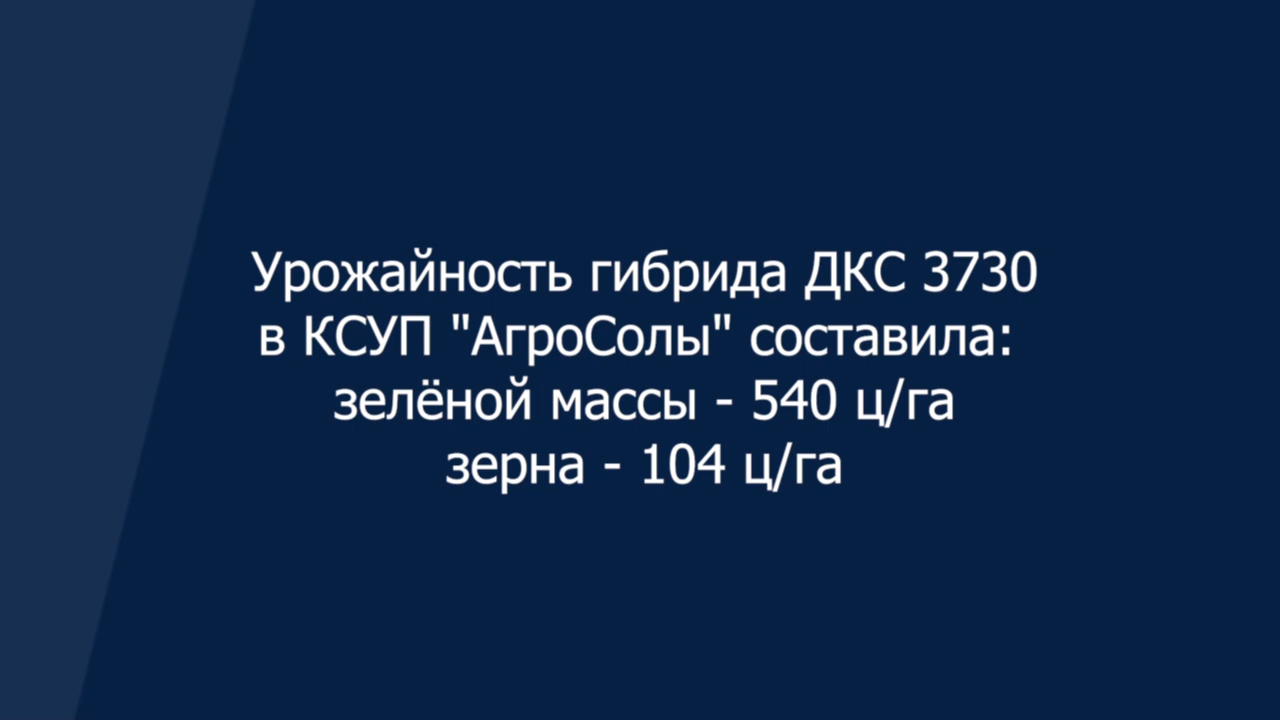 Урожайность гибрида ДКС 3730
в КСУП "АгроСолы" составила:
зелёной массы - 540 ц/га
зерна - 104 ц/га